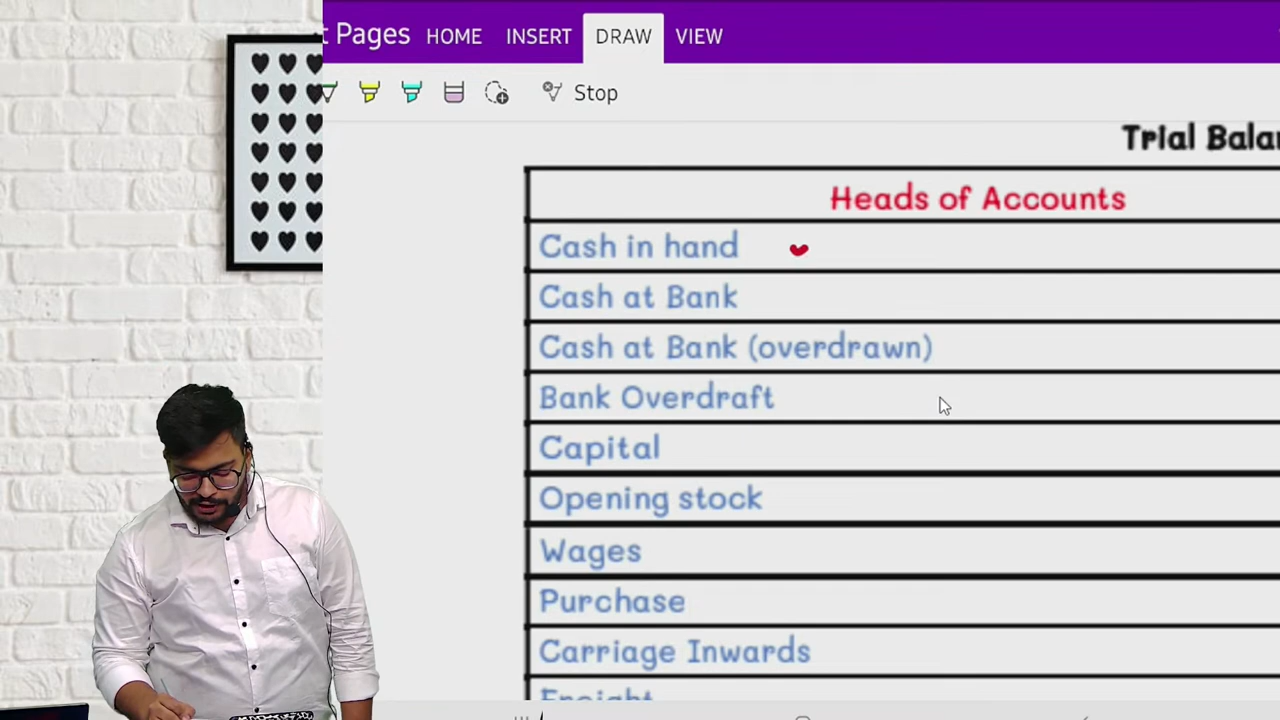 t Pages HOME INSERT DRAW VIEW
Stop
Trial Balan
Heads of Accounts
Cash in hand
Cash at Bank
Cash at Bank (overdrawn)
Bank Overdraft
Capital
Opening stock
Wages
Purchase
Carriage Inwards
Freight